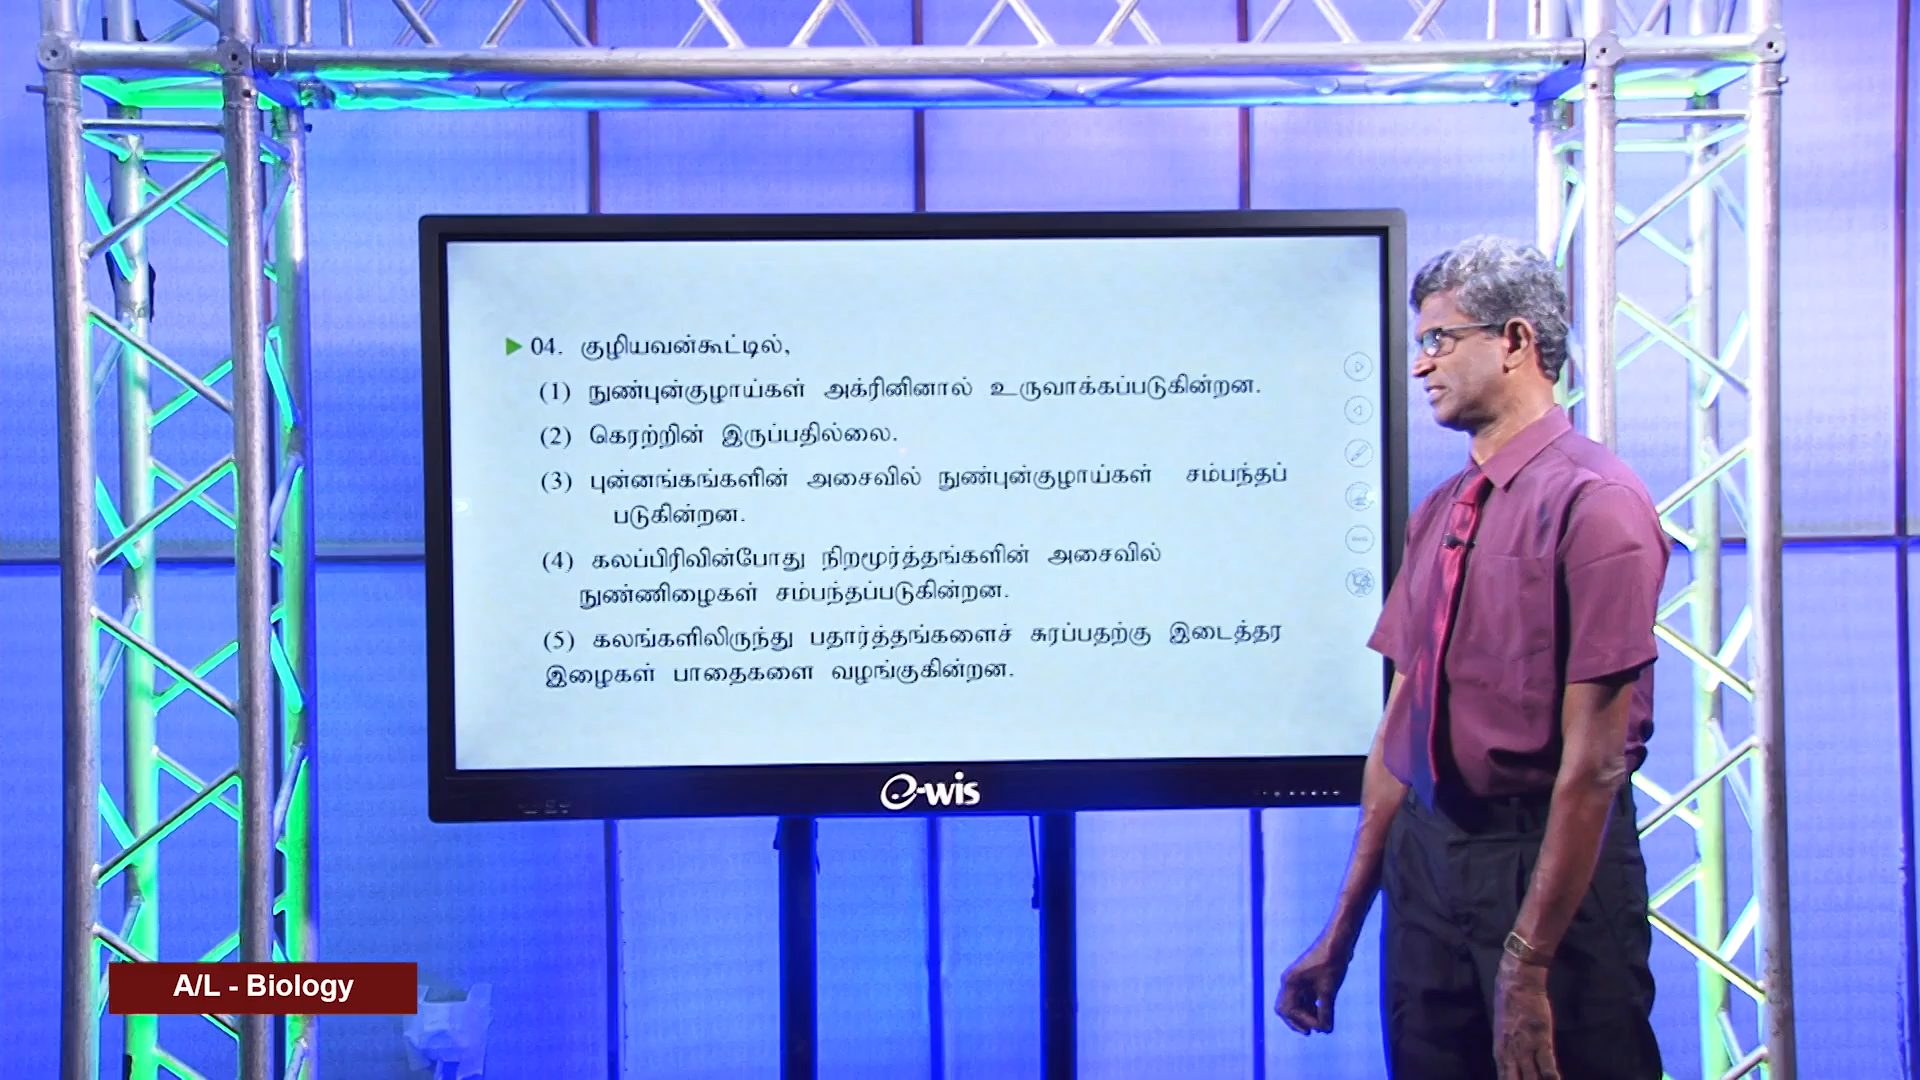 04. குழியவன்கூட்டில்,
(1) நுண்புன்குழாய்கள் அக்ரினினால் உருவாக்கப்படுகின்றன.
(2) கெரற்றின் இருப்பதில்லை.
(3) புன்னங்கங்களின் அசைவில் நுண்புன்குழாய்கள் சம்பந்தப்
படுகின்றன.
(4) கலப்பிரிவின்போது நிறமூர்த்தங்களின் அசைவில்
நுண்ணிழைகள் சம்பந்தப்படுகின்றன.
(5) கலங்களிலிருந்து பதார்த்தங்களைச் சுரப்பதற்கு இடைத்தர
இழைகள் பாதைகளை வழங்குகின்றன.
e-wis
A/L - Biology